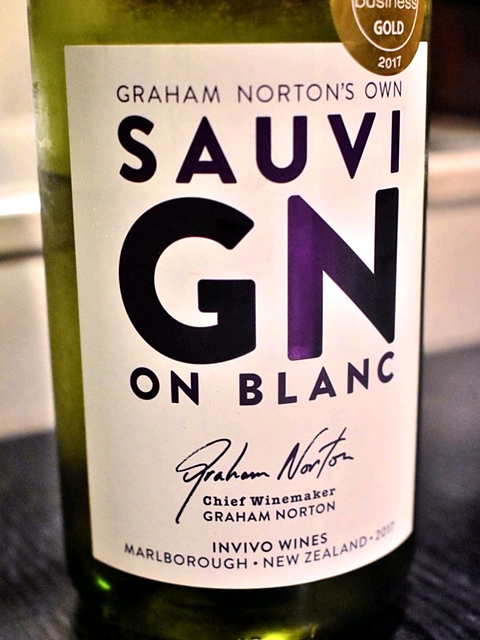 business
GOLD
2017
GRAHAM NORTON'S OWN
SAUVI
GN
ON BLANC
Graham Norton
Chief Winemaker
GRAHAM NORTON
INVIVO WINES
MARLBOROUGH • NEW ZEALAND • 2017